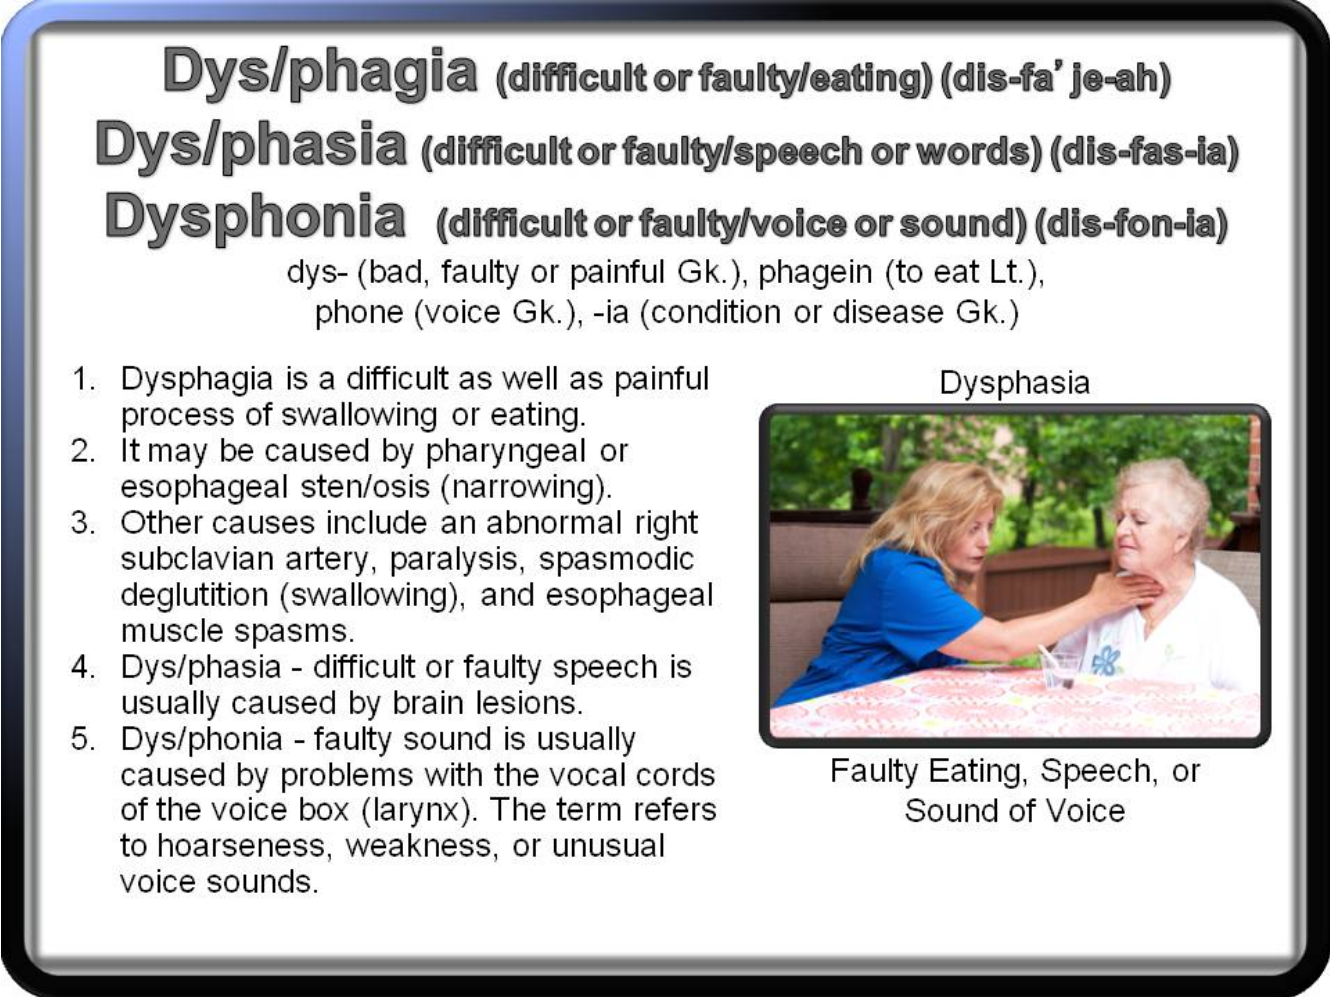 Dys/phagia (difficult or faulty/eating) (dis-fa’ je-ah)
Dys/phasia (difficult or faulty/speech or words) (dis-fas-ia)
Dysphonia (difficult or faulty/voice or sound) (dis-fon-ia)
dys- (bad, faulty or painful Gk.), phagein (to eat Lt.),
phone (voice Gk.), -ia (condition or disease Gk.)
1. Dysphagia is a difficult as well as painful
process of swallowing or eating.
2. It may be caused by pharyngeal or
esophageal sten/osis (narrowing).
3. Other causes include an abnormal right
subclavian artery, paralysis, spasmodic
deglutition (swallowing), and esophageal
muscle spasms.
4. Dys/phasia - difficult or faulty speech is
usually caused by brain lesions.
5. Dys/phonia - faulty sound is usually
caused by problems with the vocal cords
of the voice box (larynx). The term refers
to hoarseness, weakness, or unusual
voice sounds.
Dysphasia
Faulty Eating, Speech, or
Sound of Voice